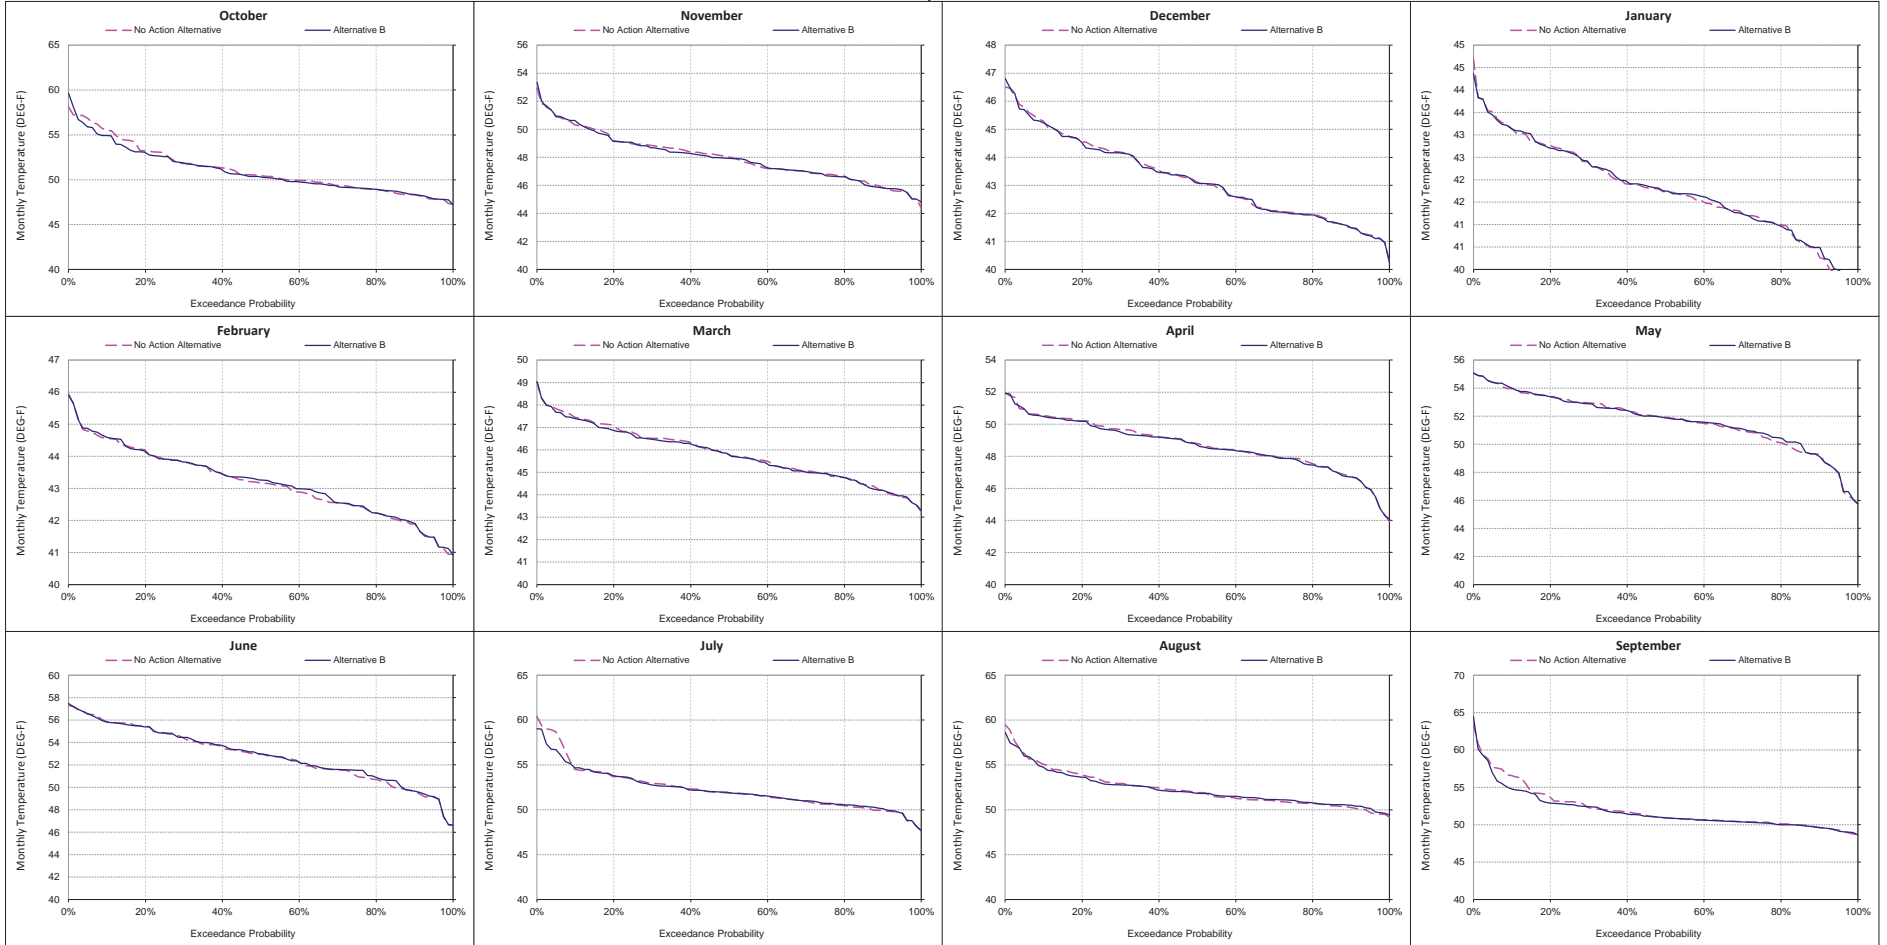 October
No Action Alternative Alternative B
Monthly Temperature (DEG-F)
65
60
55
50
45
40
0% 20% 40% 60% 80% 100%
Exceedance Probability
November
No Action Alternative Alternative B
Monthly Temperature (DEG-F)
56
54
52
50
48
46
44
42
40
0% 20% 40% 60% 80% 100%
Exceedance Probability
December
No Action Alternative Alternative B
Monthly Temperature (DEG-F)
48
47
46
45
44
43
42
41
40
0% 20% 40% 60% 80% 100%
Exceedance Probability
January
No Action Alternative Alternative B
Monthly Temperature (DEG-F)
45
45
44
44
43
43
42
42
41
41
40
0% 20% 40% 60% 80% 100%
Exceedance Probability
February
No Action Alternative Alternative B
Monthly Temperature (DEG-F)
47
46
45
44
43
42
41
40
0% 20% 40% 60% 80% 100%
Exceedance Probability
March
No Action Alternative Alternative B
Monthly Temperature (DEG-F)
50
49
48
47
46
45
44
43
42
41
40
0% 20% 40% 60% 80% 100%
Exceedance Probability
April
No Action Alternative Alternative B
Monthly Temperature (DEG-F)
54
52
50
48
46
44
42
40
0% 20% 40% 60% 80% 100%
Exceedance Probability
May
No Action Alternative Alternative B
Monthly Temperature (DEG-F)
56
54
52
50
48
46
44
42
40
0% 20% 40% 60% 80% 100%
Exceedance Probability
June
No Action Alternative Alternative B
Monthly Temperature (DEG-F)
60
58
56
54
52
50
48
46
44
42
40
0% 20% 40% 60% 80% 100%
Exceedance Probability
July
No Action Alternative Alternative B
Monthly Temperature (DEG-F)
65
60
55
50
45
40
0% 20% 40% 60% 80% 100%
Exceedance Probability
August
No Action Alternative Alternative B
Monthly Temperature (DEG-F)
65
60
55
50
45
40
0% 20% 40% 60% 80% 100%
Exceedance Probability
September
No Action Alternative Alternative B
Monthly Temperature (DEG-F)
70
65
60
55
50
45
40
0% 20% 40% 60% 80% 100%
Exceedance Probability